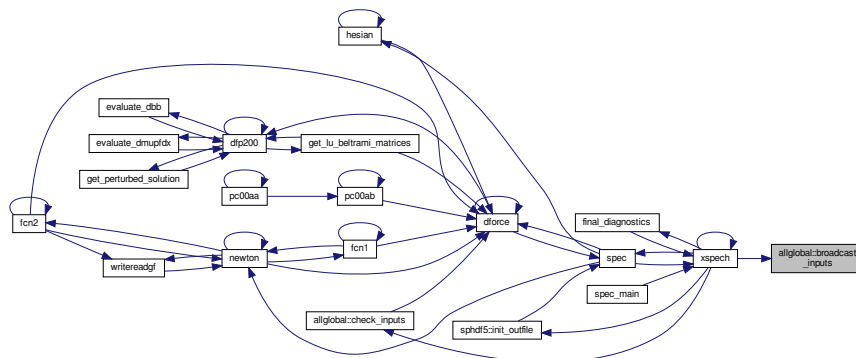 hesian
evaluate_dbb
evaluate_dmupfdx
dfp200
get_lu_beltrami_matrices
get_perturbed_solution
pc00aa
pc00ab
fcn2
dforce
final_diagnostics
fcn1
newton
writereadgf
spec
xspech
allglobal::broadcast
_inputs
spec_main
allglobal::check_inputs
sphdf5::init_outfile